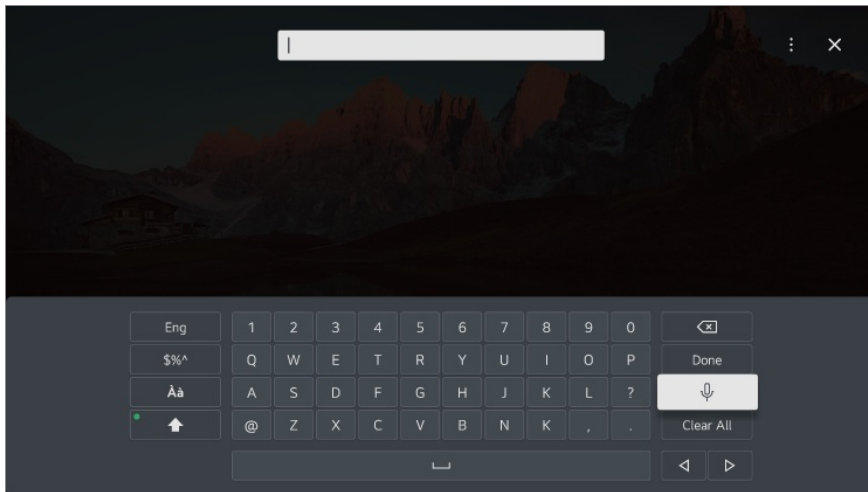 Eng 1 2 3 4 5 6 7 8 9 0
$%^ Q W E T R Y U I O P Done
Àà A S D F G H J K L ?
@ Z X C V B N K , . Clear All